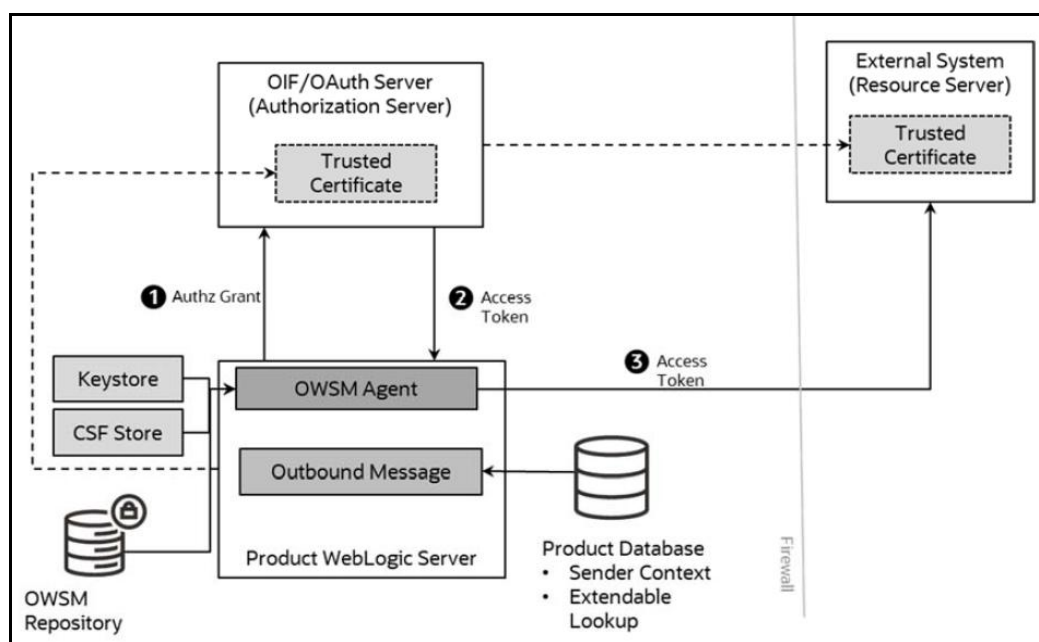 OIF/OAuth Server
(Authorization Server)
Trusted
Certificate
External System
(Resource Server)
Trusted
Certificate
1 Authz Grant
2 Access
Token
3 Access
Token
Keystore
CSF Store
OWSM Agent
Outbound Message
Product WebLogic Server
OWSM
Repository
Product Database
• Sender Context
• Extendable
Lookup
Firewall